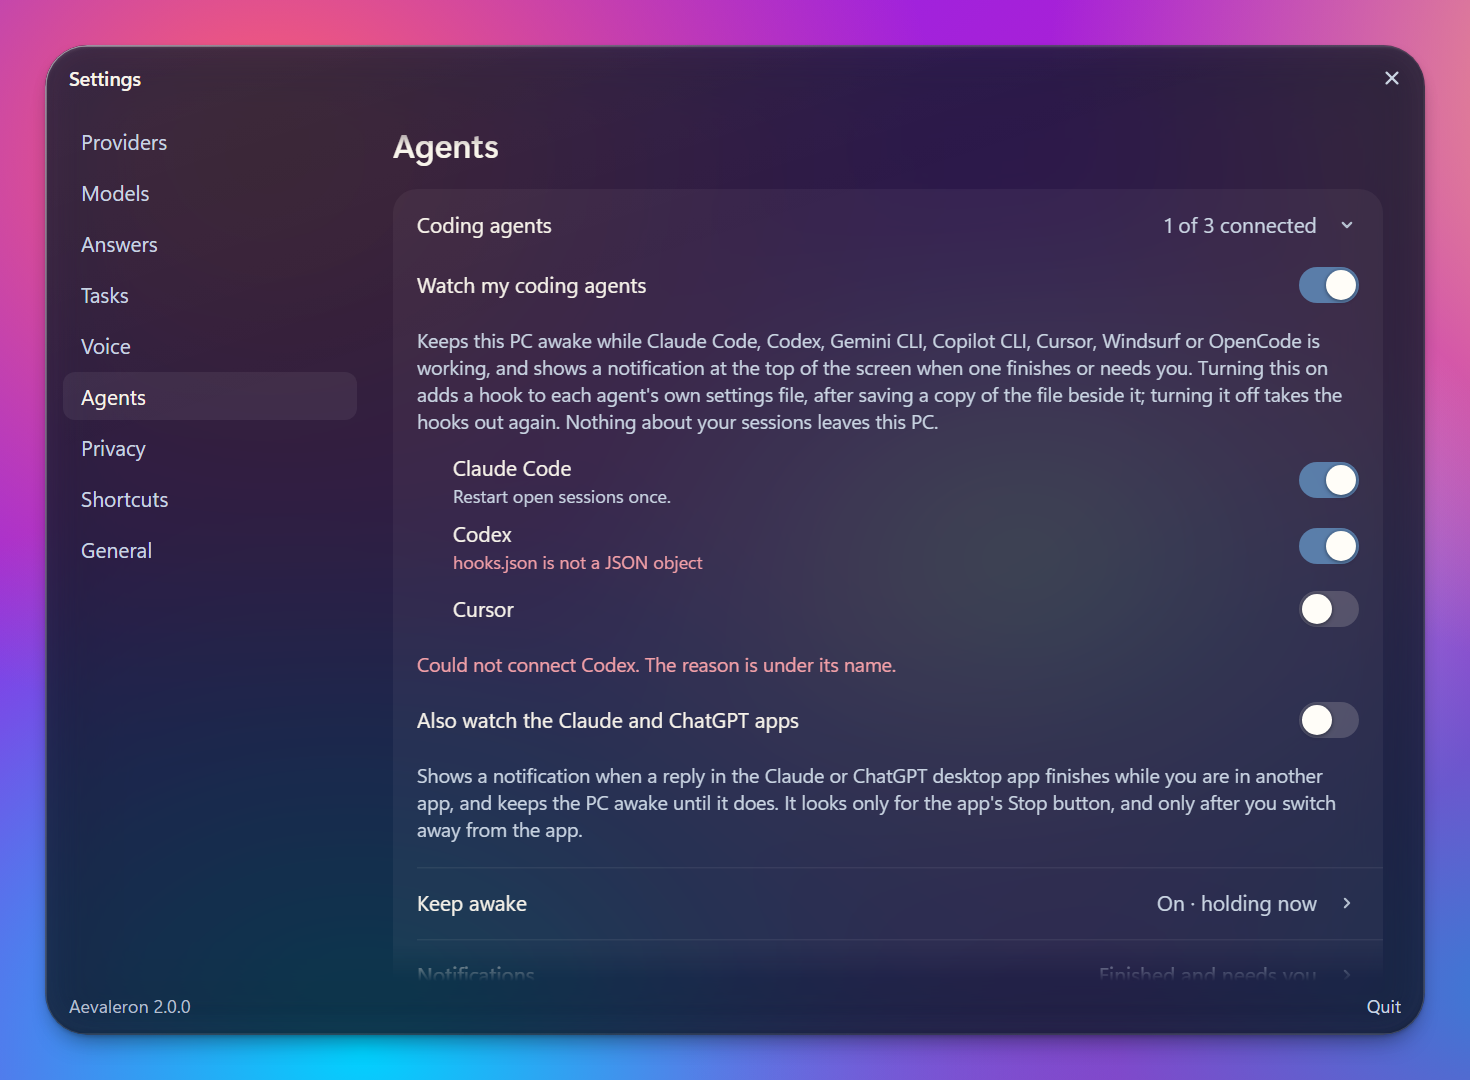 Settings
Providers
Models
Answers
Tasks
Voice
Agents
Privacy
Shortcuts
General
Agents
Coding agents
1 of 3 connected
Watch my coding agents
Keeps this PC awake while Claude Code, Codex, Gemini CLI, Copilot CLI, Cursor, Windsurf or OpenCode is
working, and shows a notification at the top of the screen when one finishes or needs you. Turning this on
adds a hook to each agent's own settings file, after saving a copy of the file beside it; turning it off takes the
hooks out again. Nothing about your sessions leaves this PC.
Claude Code
Restart open sessions once.
Codex
hooks.json is not a JSON object
Cursor
Could not connect Codex. The reason is under its name.
Also watch the Claude and ChatGPT apps
Shows a notification when a reply in the Claude or ChatGPT desktop app finishes while you are in another
app, and keeps the PC awake until it does. It looks only for the app's Stop button, and only after you switch
away from the app.
Keep awake
On · holding now
Notifications
Finished and needs you
Aevaleron 2.0.0
Quit